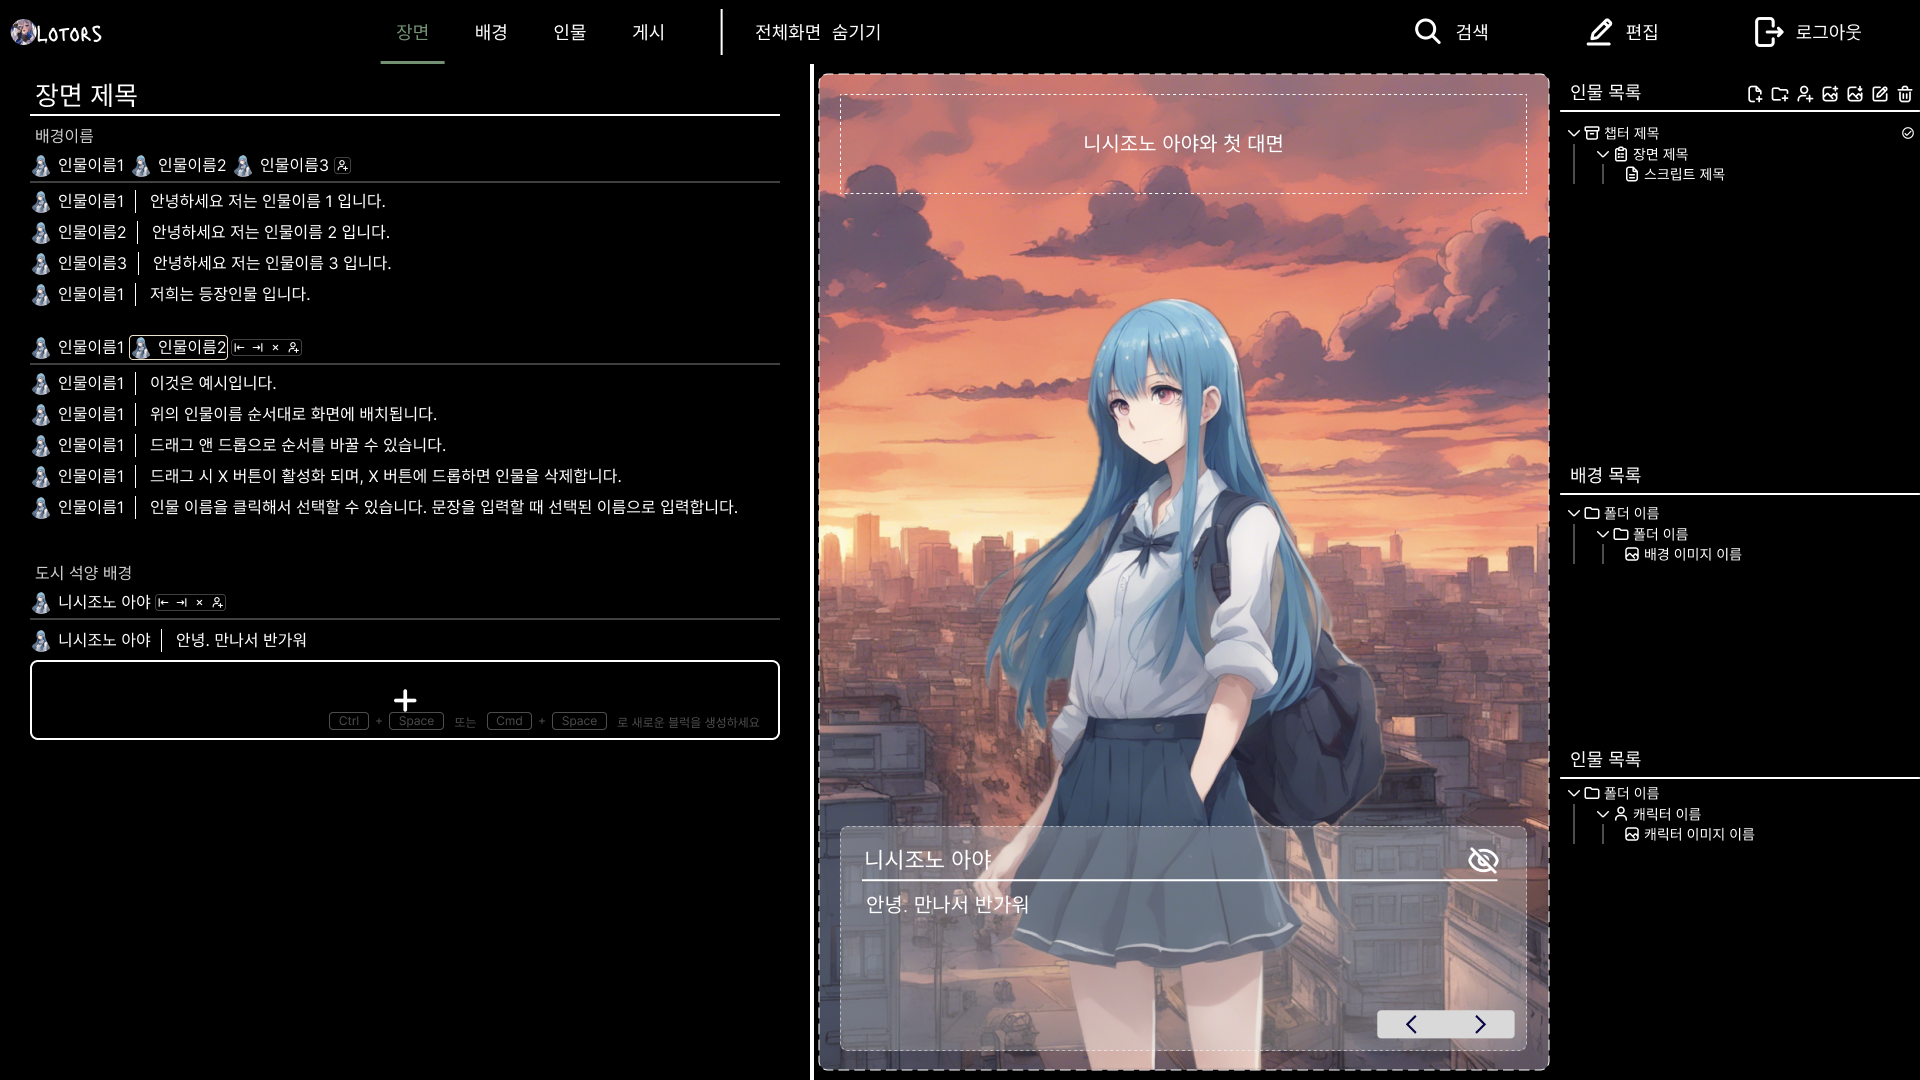 LOTORS
장면 배경 인물 게시 전체화면 숨기기 검색 편집 로그아웃
장면 제목
배경이름
인물이름1 인물이름2 인물이름3
인물이름1 안녕하세요 저는 인물이름 1 입니다.
인물이름2 안녕하세요 저는 인물이름 2 입니다.
인물이름3 안녕하세요 저는 인물이름 3 입니다.
인물이름1 저희는 등장인물 입니다.
인물이름1 인물이름2
인물이름1 이것은 예시입니다.
인물이름1 위의 인물이름 순서대로 화면에 배치됩니다.
인물이름1 드래그 앤 드롭으로 순서를 바꿀 수 있습니다.
인물이름1 드래그 시 X 버튼이 활성화 되며, X 버튼에 드롭하면 인물을 삭제합니다.
인물이름1 인물 이름을 클릭해서 선택할 수 있습니다. 문장을 입력할 때 선택된 이름으로 입력합니다.
도시 석양 배경
니시조노 아야
니시조노 아야 안녕. 만나서 반가워
Ctrl + Space 또는 Cmd + Space 로 새로운 블럭을 생성하세요
니시조노 아야와 첫 대면
니시조노 아야
안녕. 만나서 반가워
인물 목록
챕터 제목
장면 제목
스크립트 제목
배경 목록
폴더 이름
폴더 이름
배경 이미지 이름
인물 목록
폴더 이름
캐릭터 이름
캐릭터 이미지 이름